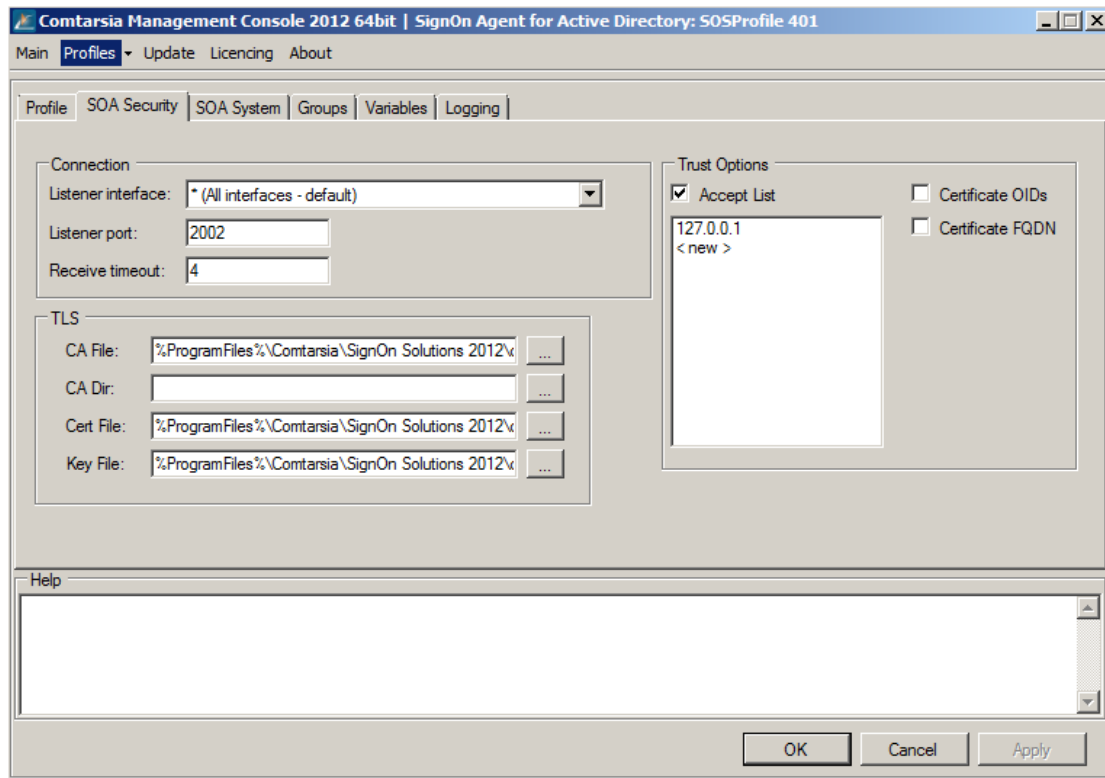 Comtarsia Management Console 2012 64bit | SignOn Agent for Active Directory: SOSProfile 401
Main Profiles Update Licencing About
Profile SOA Security SOA System Groups Variables Logging
Connection
Listener interface: * (All interfaces - default)
Listener port: 2002
Receive timeout: 4
TLS
CA File: %ProgramFiles%\Comtarsia\SignOn Solutions 2012\ ...
CA Dir: ...
Cert File: %ProgramFiles%\Comtarsia\SignOn Solutions 2012\ ...
Key File: %ProgramFiles%\Comtarsia\SignOn Solutions 2012\ ...
Trust Options
Accept List Certificate OIDs
127.0.0.1 Certificate FQDN
< new >
Help
OK Cancel Apply